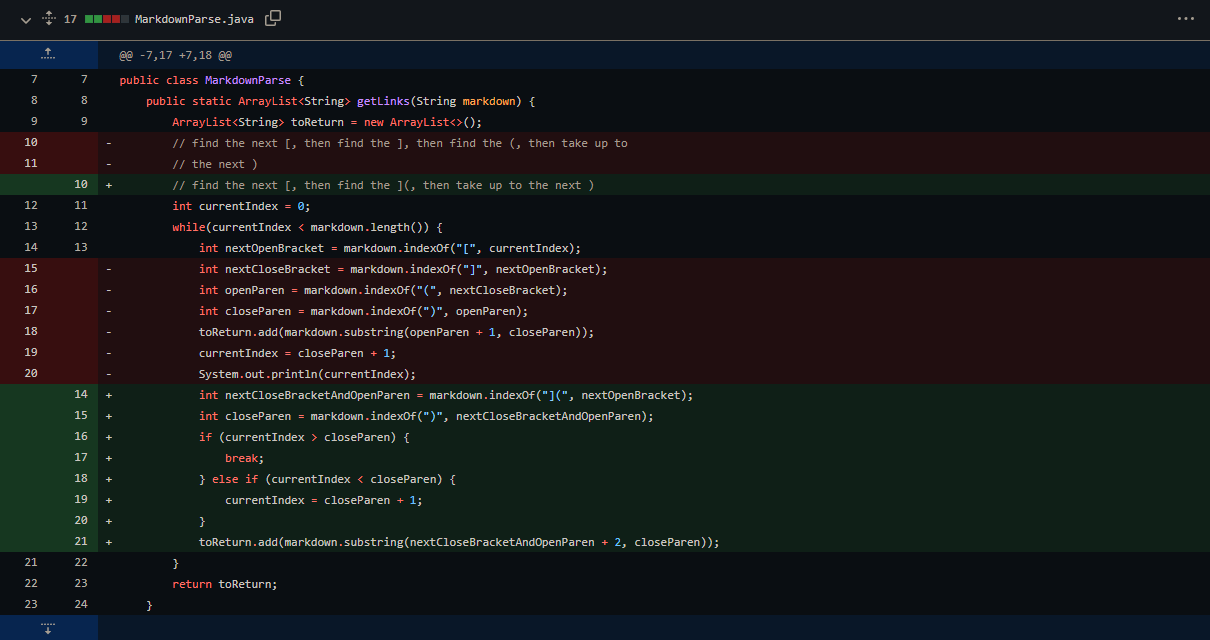 17 MarkdownParse.java
@@ -7,17 +7,18 @@
7 7 public class MarkdownParse {
8 8 public static ArrayList<String> getLinks(String markdown) {
9 9 ArrayList<String> toReturn = new ArrayList<>();
10 - // find the next [, then find the ], then find the (, then take up to
11 - // the next )
10 + // find the next [, then find the ](, then take up to the next )
12 11 int currentIndex = 0;
13 12 while(currentIndex < markdown.length()) {
14 13 int nextOpenBracket = markdown.indexOf("[", currentIndex);
15 - int nextCloseBracket = markdown.indexOf("]", nextOpenBracket);
16 - int openParen = markdown.indexOf("(", nextCloseBracket);
17 - int closeParen = markdown.indexOf(")", openParen);
18 - toReturn.add(markdown.substring(openParen + 1, closeParen));
19 - currentIndex = closeParen + 1;
20 - System.out.println(currentIndex);
14 + int nextCloseBracketAndOpenParen = markdown.indexOf("](", nextOpenBracket);
15 + int closeParen = markdown.indexOf(")", nextCloseBracketAndOpenParen);
16 + if (currentIndex > closeParen) {
17 + break;
18 + } else if (currentIndex < closeParen) {
19 + currentIndex = closeParen + 1;
20 + }
21 + toReturn.add(markdown.substring(nextCloseBracketAndOpenParen + 2, closeParen));
21 22 }
22 23 return toReturn;
23 24 }